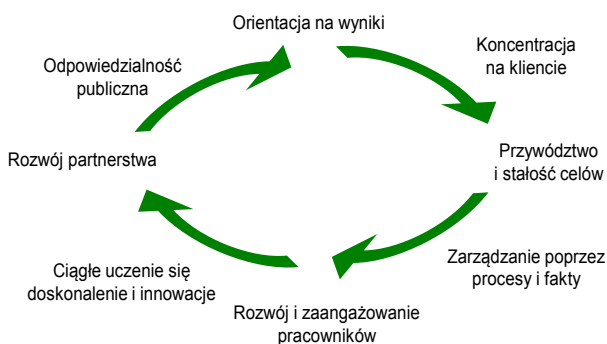 Orientacja na wyniki
Koncentracja
na kliencie
Przywództwo
i stałość celów
Zarządzanie poprzez
procesy i fakty
Rozwój i zaangażowanie
pracowników
Ciągłe uczenie się
doskonalenie i innowacje
Rozwój partnerstwa
Odpowiedzialność
publiczna